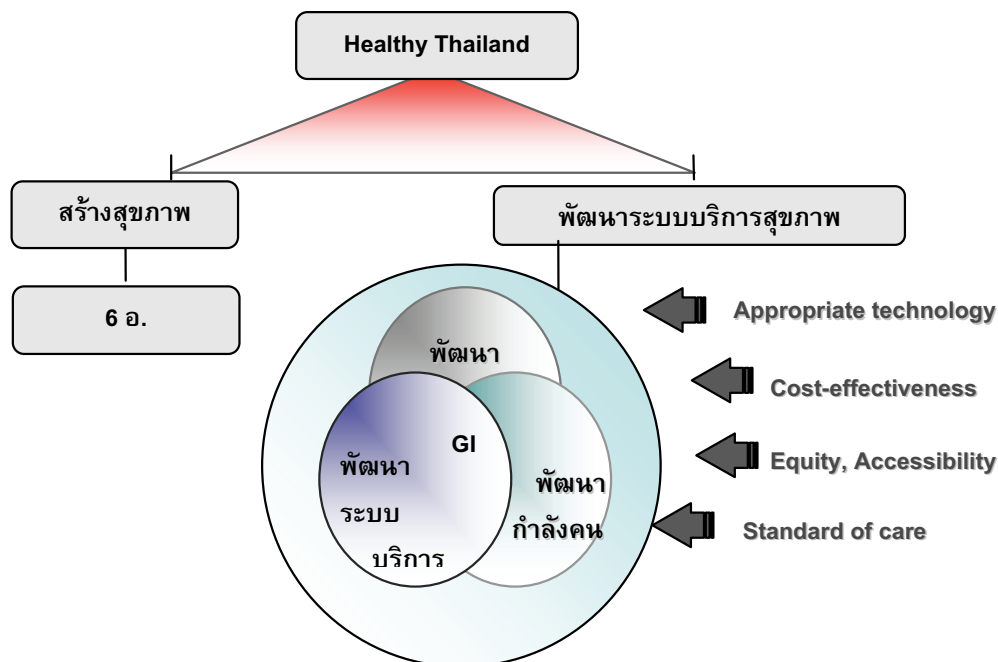 Healthy Thailand
สร้างสุขภาพ
พัฒนาระบบบริการสุขภาพ
6 อ.
Appropriate technology
พัฒนา
Cost-effectiveness
GI
พัฒนา
ระบบ
บริการ
พัฒนา
กำลังคน
Equity, Accessibility
Standard of care